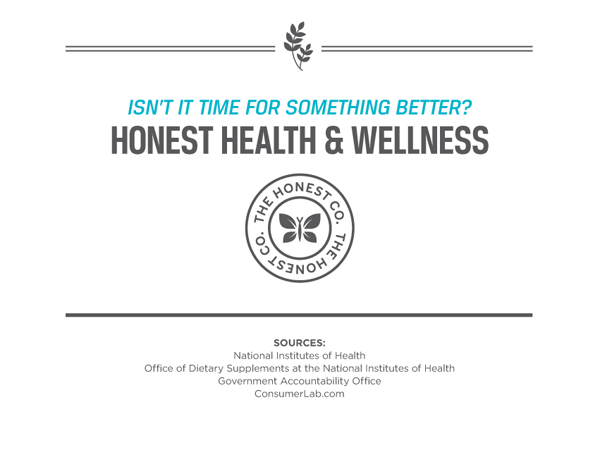 ISN'T IT TIME FOR SOMETHING BETTER?
HONEST HEALTH & WELLNESS
THE HONEST CO. THE HONEST CO.
SOURCES:
National Institutes of Health
Office of Dietary Supplements at the National Institutes of Health
Government Accountability Office
ConsumerLab.com